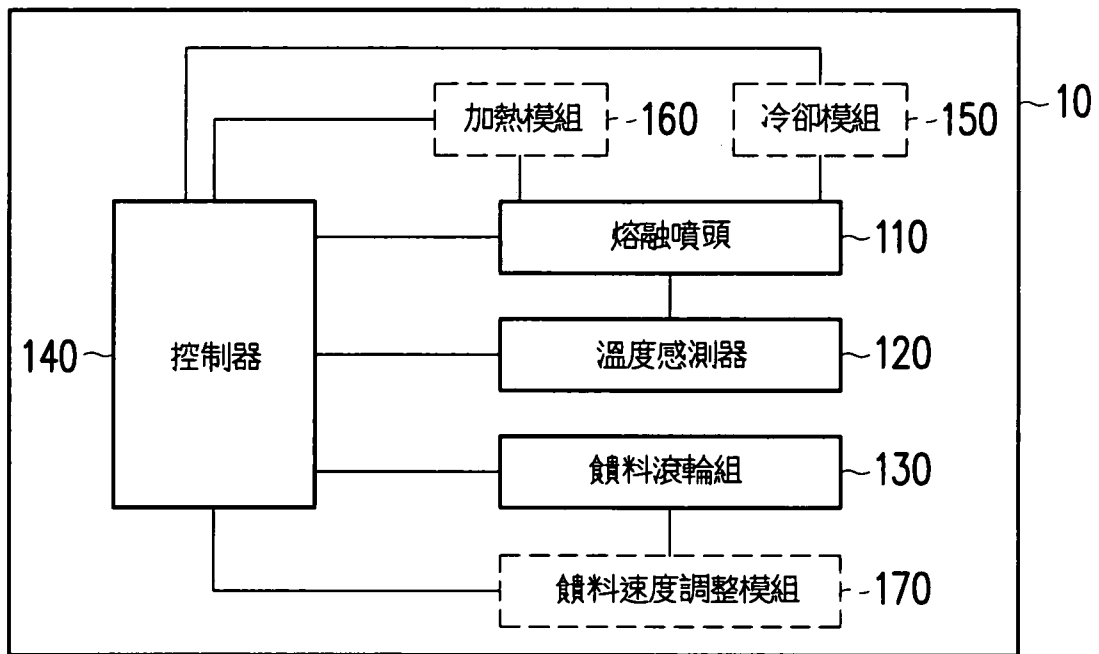 10
加熱模組 160
冷卻模組 150
熔融噴頭 110
140 控制器
溫度感測器 120
饋料滾輪組 130
饋料速度調整模組 170